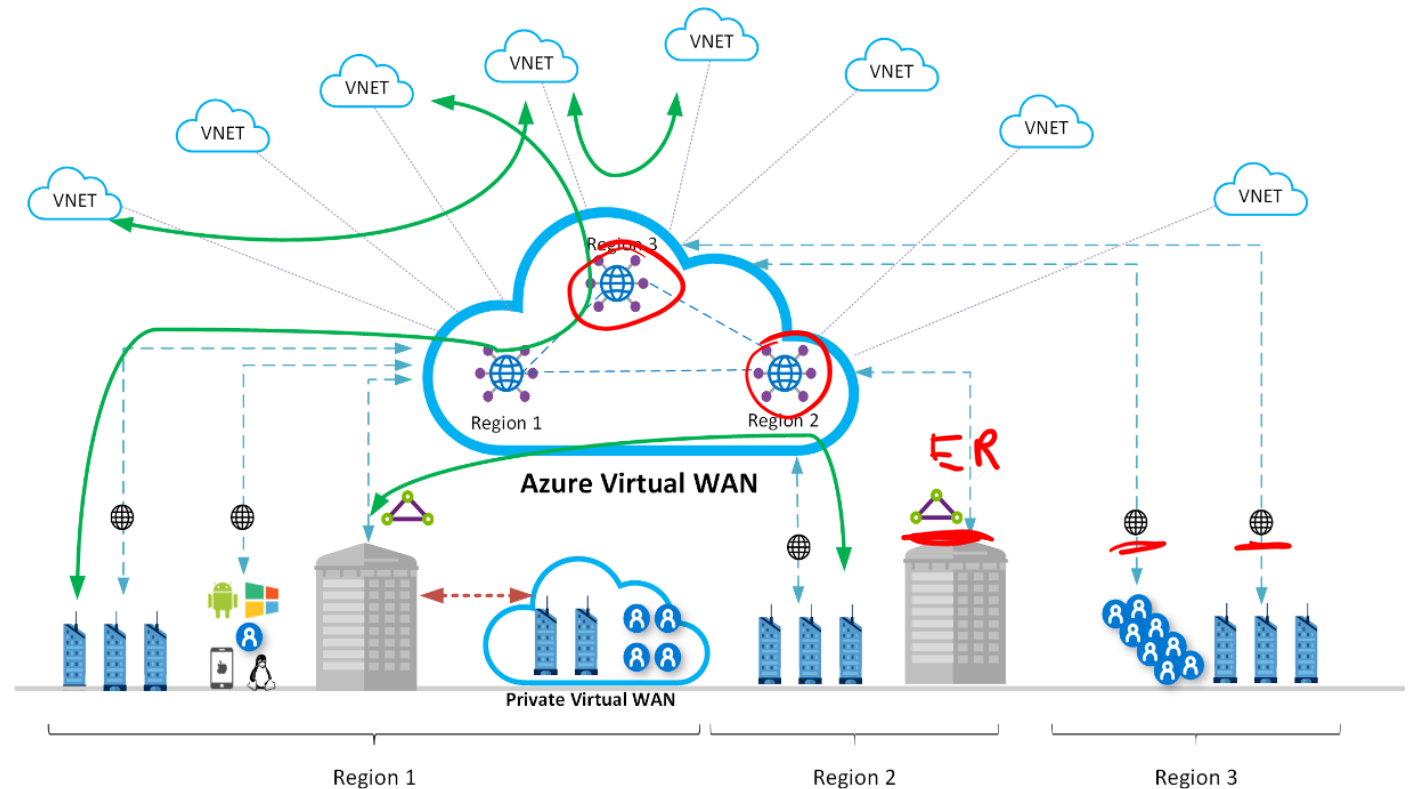 VNET
VNET
VNET
VNET
VNET
VNET
VNET
VNET
Region 3
Region 1
Region 2
ER
Azure Virtual WAN
Private Virtual WAN
Region 1
Region 2
Region 3